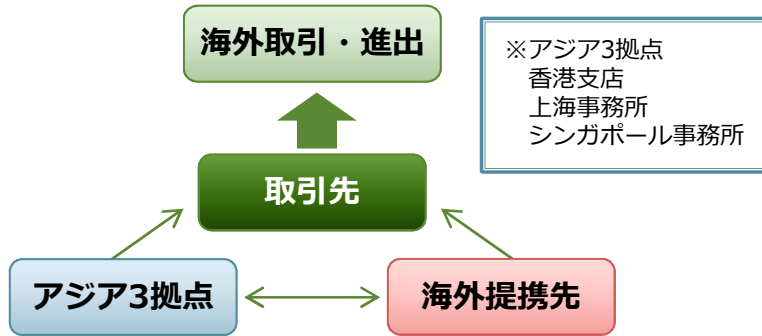 海外取引・進出
※アジア3拠点
香港支店
上海事務所
シンガポール事務所
取引先
アジア3拠点
海外提携先